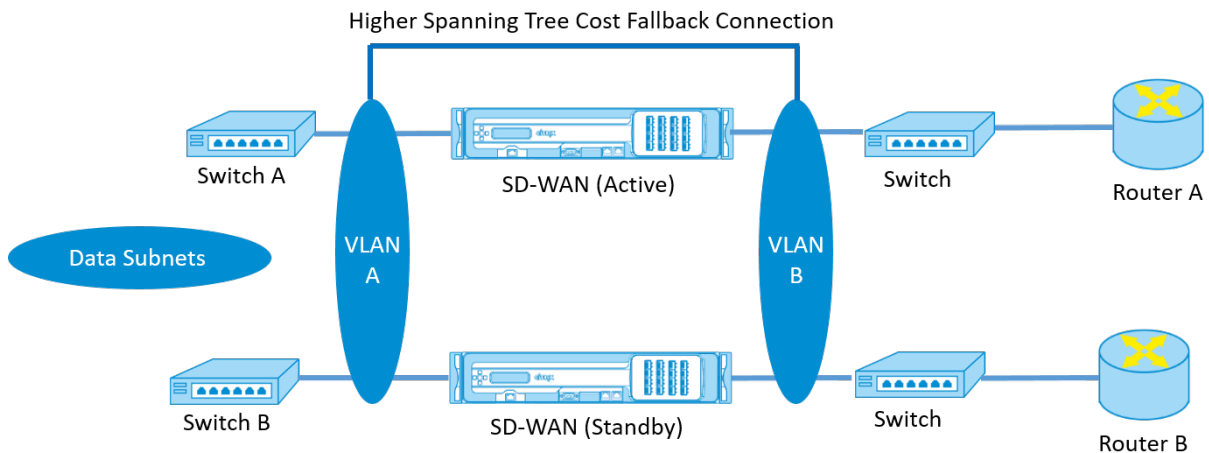 Higher Spanning Tree Cost Fallback Connection
Switch A
SD-WAN (Active)
Switch
Router A
Data Subnets
VLAN
A
VLAN
B
Switch B
SD-WAN (Standby)
Switch
Router B